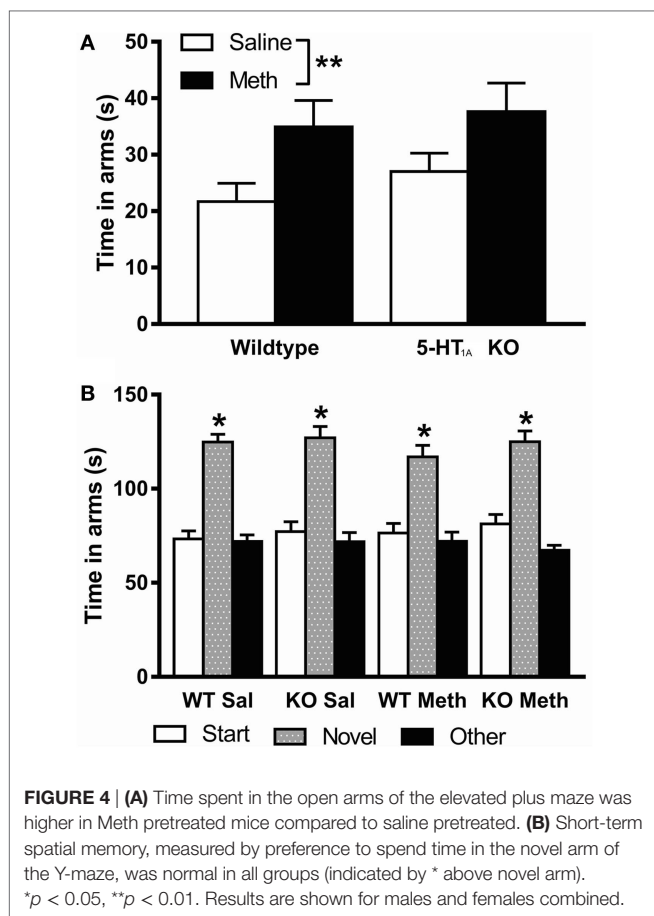 A
Saline
Meth
**
Time in arms (s)
50
40
30
20
10
0
Wildtype
5-HT1A KO
B
Time in arms (s)
150
100
50
0
*
*
*
*
WT Sal KO Sal WT Meth KO Meth
Start Novel Other
FIGURE 4 | (A) Time spent in the open arms of the elevated plus maze was
higher in Meth pretreated mice compared to saline pretreated. (B) Short-term
spatial memory, measured by preference to spend time in the novel arm of
the Y-maze, was normal in all groups (indicated by * above novel arm).
*p < 0.05, **p < 0.01. Results are shown for males and females combined.